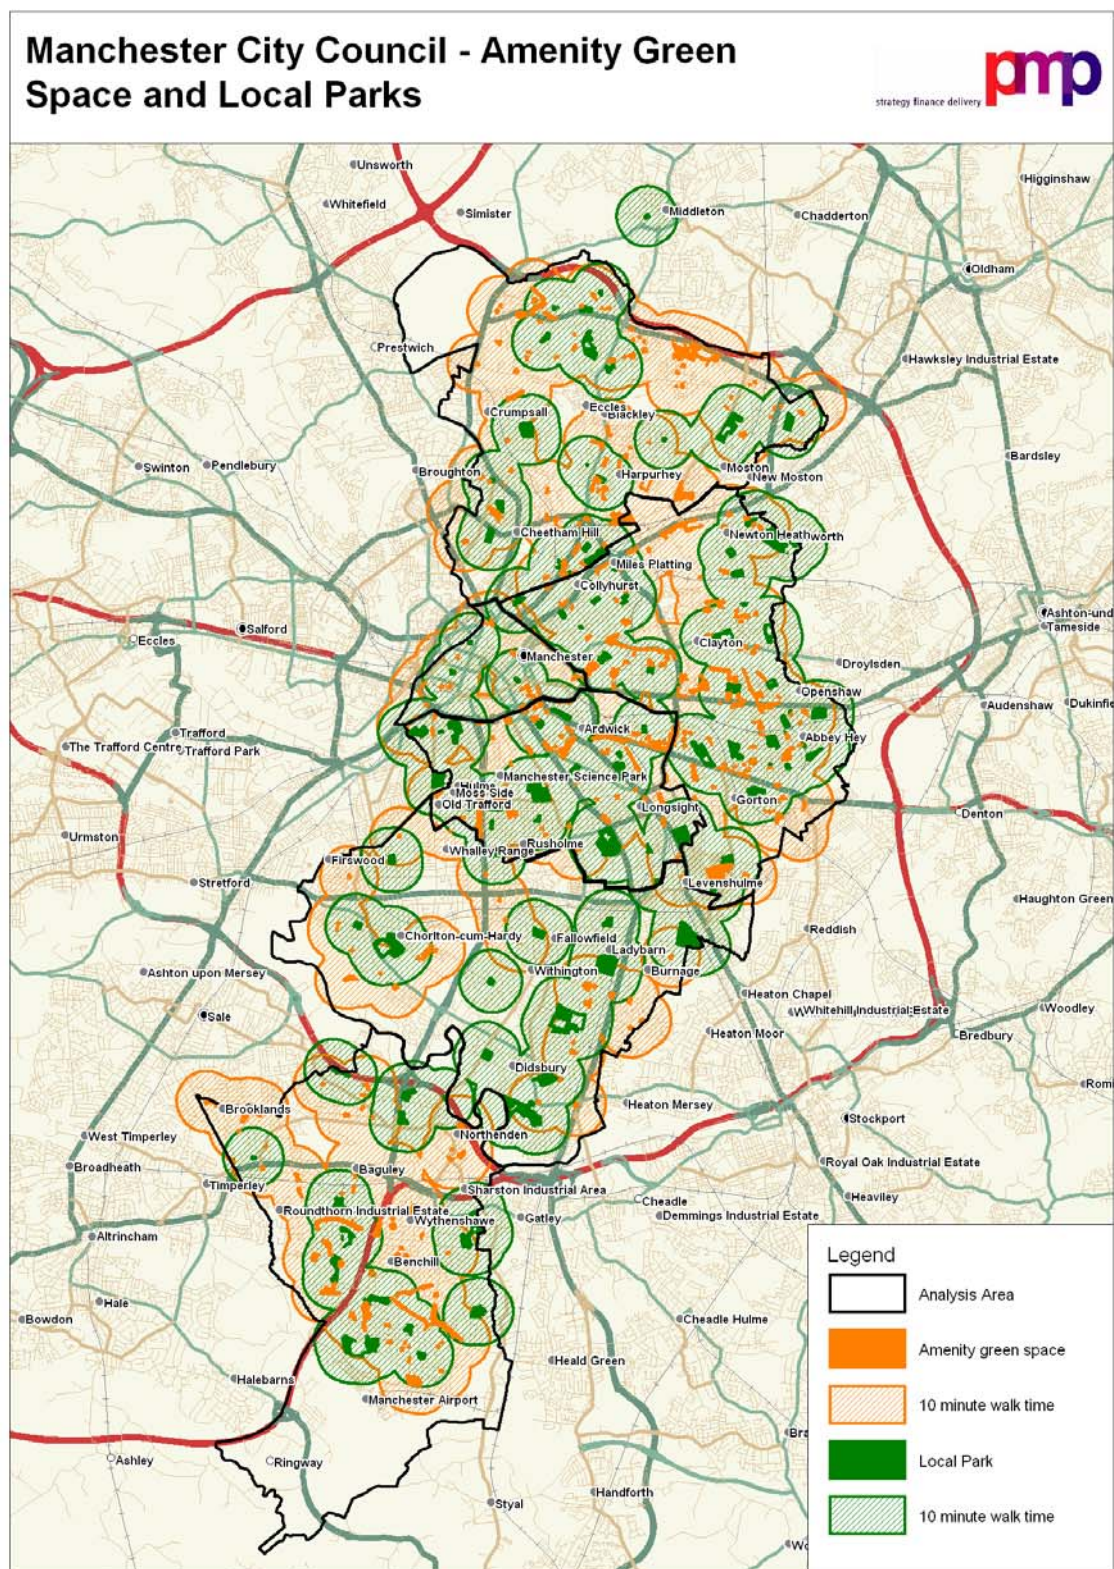 Manchester City Council - Amenity Green
Space and Local Parks
pmp
strategy finance delivery
Unsworth
Higginshaw
Whitefield
Simister
Middleton
Chadderton
Oldham
Prestwich
Hawksley Industrial Estate
Crumpsall
Eccles
Blackley
Swinton
Pendlebury
Broughton
Harpurhey
Moston
New Moston
Bardsley
Cheetham Hill
Newton Heath
worth
Miles Platting
Collyhurst
Ashton-und
Tameside
Salford
Eccles
Clayton
Manchester
Droylsden
Openshaw
Audenshaw
Dukinfie
Trafford
The Trafford Centre
Trafford Park
Ardwick
Abbey Hey
Manchester Science Park
Hulme
Moss Side
Old Trafford
Longsight
Gorton
Denton
Urmston
Whalley Range
Rusholme
Firswood
Stretford
Levenshulme
Haughton Green
Chorlton-cum-Hardy
Fallowfield
Ladybarn
Reddish
Ashton upon Mersey
Withington
Burnage
Heaton Chapel
Sale
Whitehill Industrial Estate
Woodley
Heaton Moor
Bredbury
Didsbury
Romi
Brooklands
Heaton Mersey
Stockport
West Timperley
Northenden
Broadheath
Baguley
Royal Oak Industrial Estate
Timperley
Sharston Industrial Area
Cheadle
Heaviley
Roundthorn Industrial Estate
Wythenshawe
Gatley
Demmings Industrial Estate
Altrincham
Benchill
Hale
Bowdon
Cheadle Hulme
Heald Green
Halebarns
Manchester Airport
Bra
Ashley
Ringway
Styal
Handforth
Wo
Legend
Analysis Area
Amenity green space
10 minute walk time
Local Park
10 minute walk time